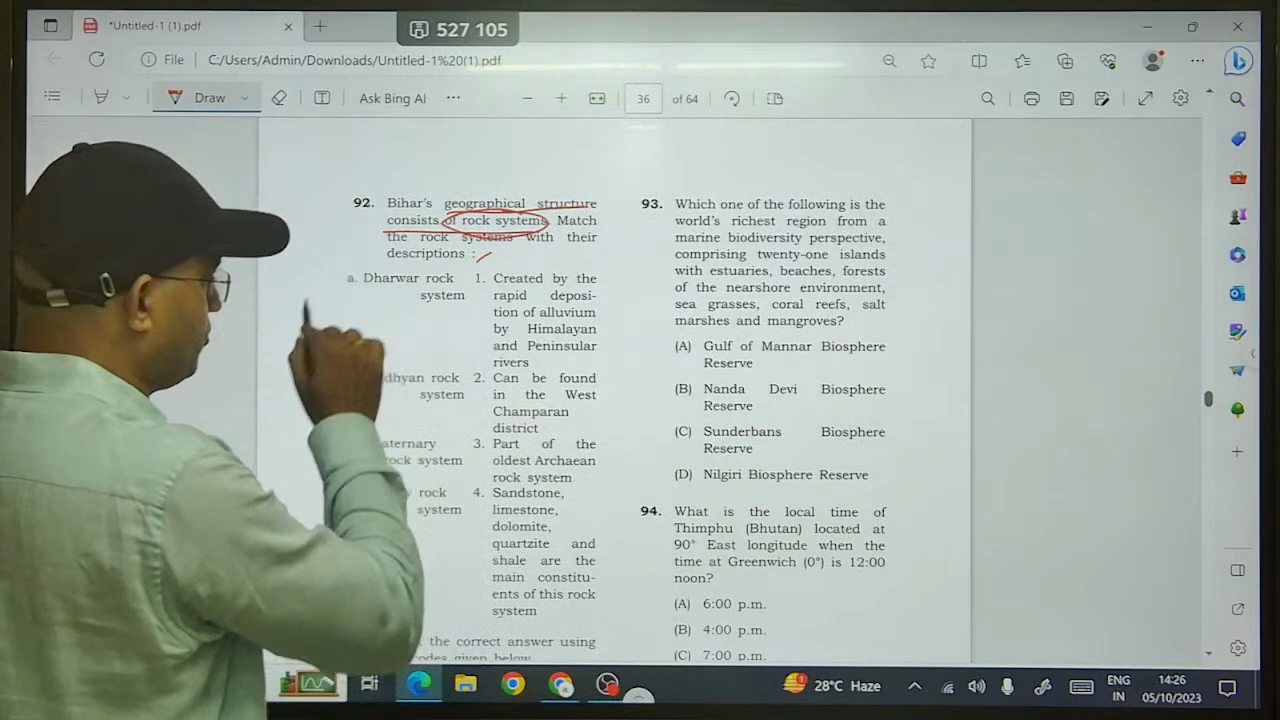 *Untitled-1 (1).pdf
527 105
File
C:/Users/Admin/Downloads/Untitled-1%20(1).pdf
Draw
Ask Bing AI
36
of 64
92. Bihar's geographical structure
consists of rock systems. Match
the rock systems with their
descriptions :
a. Dharwar rock
system
1. Created by the
rapid deposi-
tion of alluvium
by Himalayan
and Peninsular
rivers
dhyan rock
system
2. Can be found
in the West
Champaran
district
aternary
ock system
3. Part of the
oldest Archaean
rock system
rock
system
4. Sandstone,
limestone,
dolomite,
quartzite and
shale are the
main constitu-
ents of this rock
system
the correct answer using
odes given below
93. Which one of the following is the
world's richest region from a
marine biodiversity perspective,
comprising twenty-one islands
with estuaries, beaches, forests
of the nearshore environment,
sea grasses, coral reefs, salt
marshes and mangroves?
(A) Gulf of Mannar Biosphere
Reserve
(B) Nanda Devi Biosphere
Reserve
(C) Sunderbans Biosphere
Reserve
(D) Nilgiri Biosphere Reserve
94. What is the local time of
Thimphu (Bhutan) located at
90° East longitude when the
time at Greenwich (0°) is 12:00
noon?
(A) 6:00 p.m.
(B) 4:00 p.m.
(C) 7:00 p.m.
28°C Haze
ENG
IN
14:26
05/10/2023